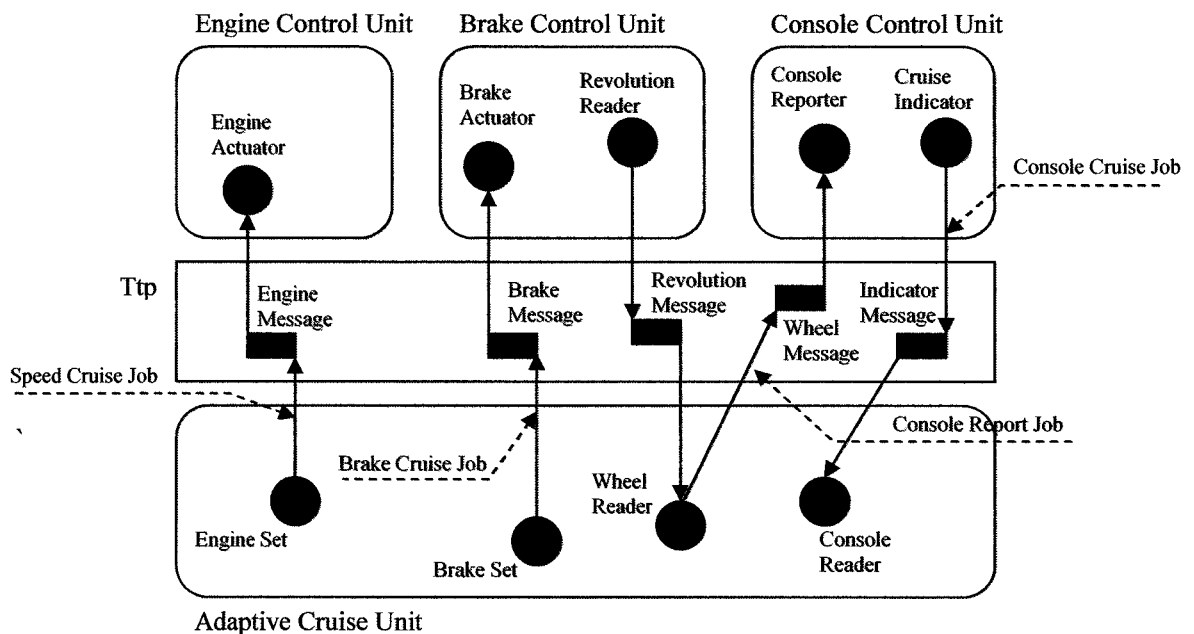 Engine Control Unit
Brake Control Unit
Console Control Unit
Engine
Actuator
Brake
Actuator
Revolution
Reader
Console
Reporter
Cruise
Indicator
Console Cruise Job
Ttp
Engine
Message
Brake
Message
Revolution
Message
Wheel
Message
Indicator
Message
Speed Cruise Job
Brake Cruise Job
Console Report Job
Engine Set
Brake Set
Wheel
Reader
Console
Reader
Adaptive Cruise Unit